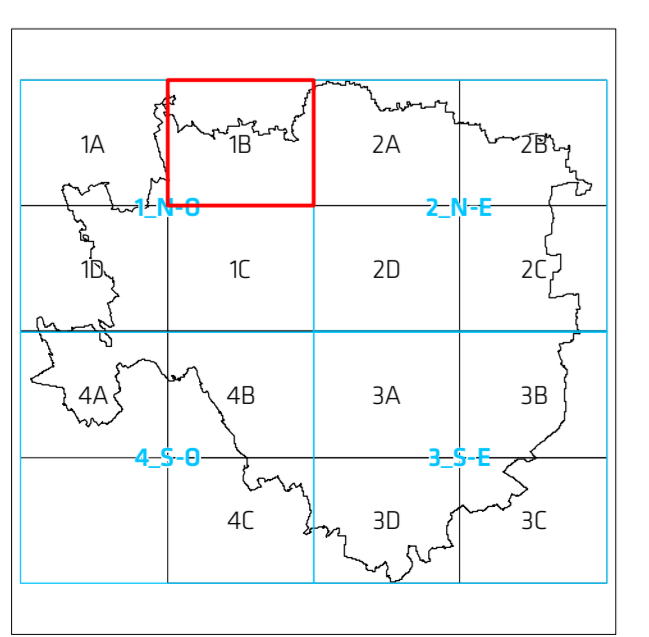 1A 1B 2A 2B
1_N-O 2_N-E
1D 1C 2D 2C
4A 4B 3A 3B
4_S-O 3_S-E
4C 3D 3C